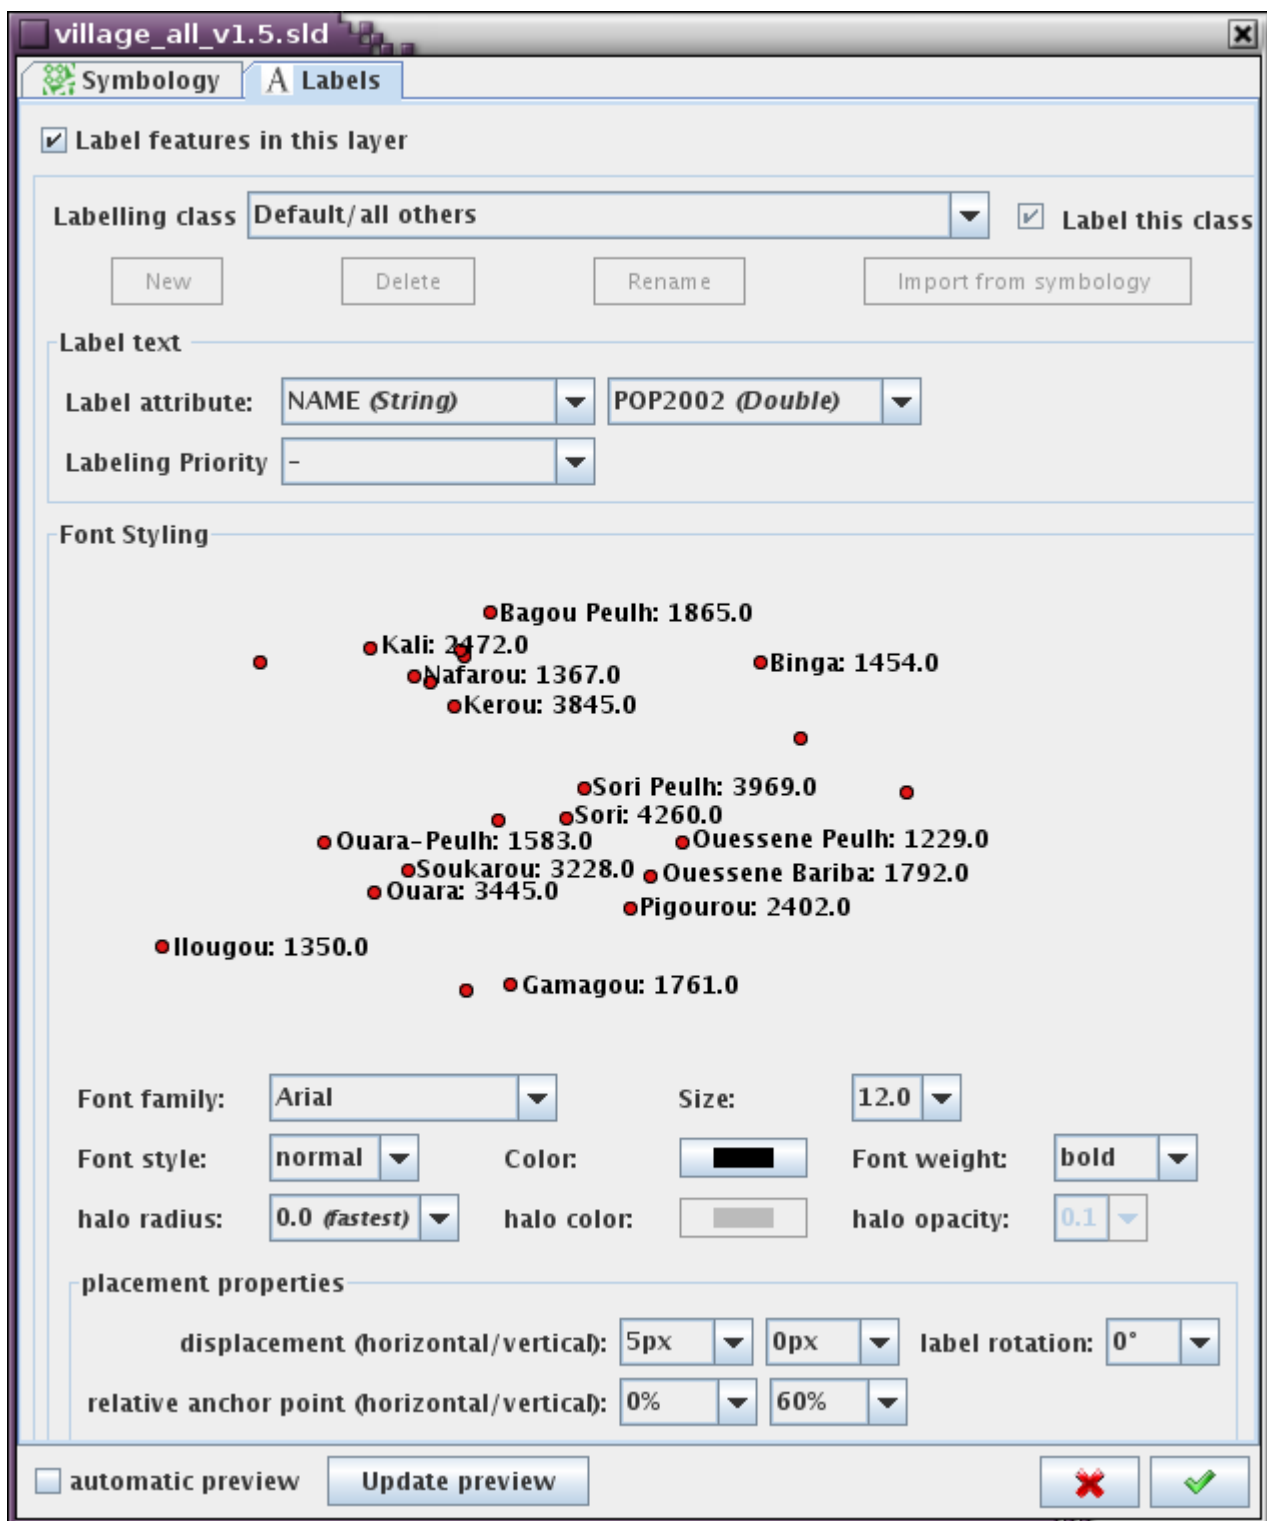 village_all_v1.5.sld
Symbology A Labels
Label features in this layer
Labelling class Default/all others Label this class
New Delete Rename Import from symbology
Label text
Label attribute: NAME (String) POP2002 (Double)
Labeling Priority -
Font Styling
Bagou Peulh: 1865.0
Kali: 2472.0
Binga: 1454.0
Nafarou: 1367.0
Kerou: 3845.0
Sori Peulh: 3969.0
Sori: 4260.0
Ouara-Peulh: 1583.0 Ouessene Peulh: 1229.0
Soukarou: 3228.0 Ouessene Bariba: 1792.0
Ouara: 3445.0
Pigourou: 2402.0
Ilougou: 1350.0
Gamagou: 1761.0
Font family: Arial Size: 12.0
Font style: normal Color: Font weight: bold
halo radius: 0.0 (fastest) halo color: halo opacity: 0.1
placement properties
displacement (horizontal/vertical): 5px 0px label rotation: 0°
relative anchor point (horizontal/vertical): 0% 60%
automatic preview Update preview